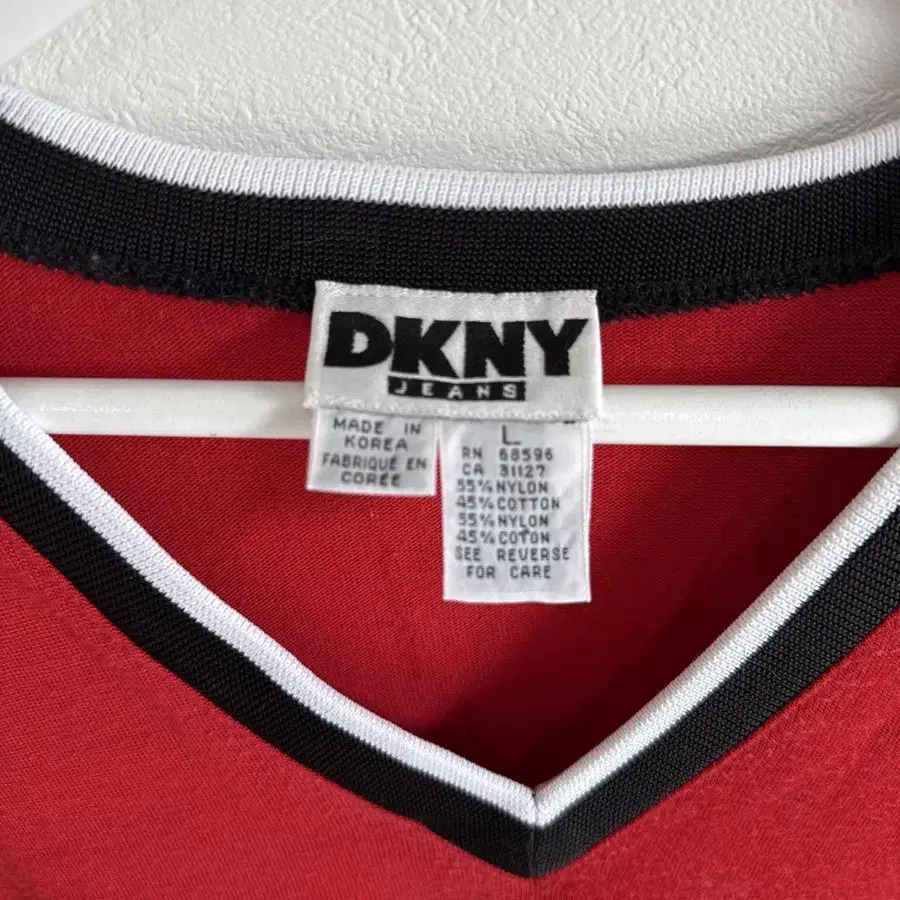 DKNY
JEANS
MADE IN
KOREA
FABRIQUÉ EN
CORÉE
L
RN 68596
CA 31127
55% NYLON
45% COTTON
55% NYLON
45% COTON
SEE REVERSE
FOR CARE